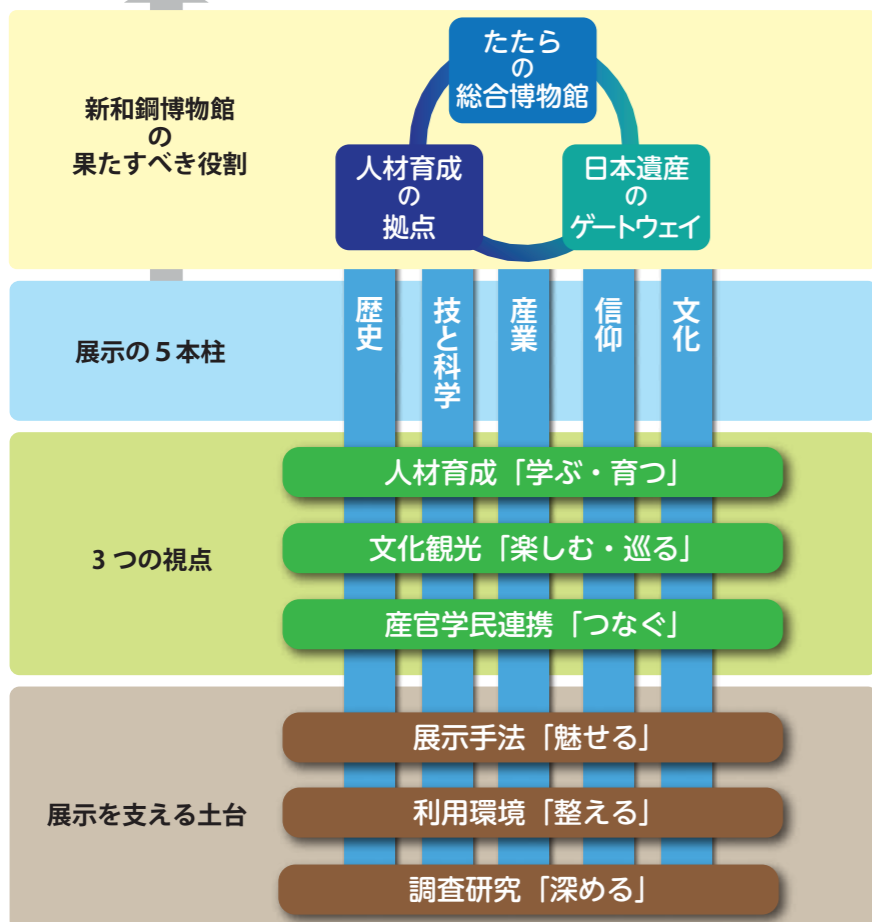 新和鋼博物館
の
果たすべき役割
たたら
の
総合博物館
人材育成
の
拠点
日本遺産
の
ゲートウェイ
展示の5本柱
歴史
技と科学
産業
信仰
文化
3つの視点
人材育成「学ぶ・育つ」
文化観光「楽しむ・巡る」
産官学民連携「つなぐ」
展示を支える土台
展示手法「魅せる」
利用環境「整える」
調査研究「深める」